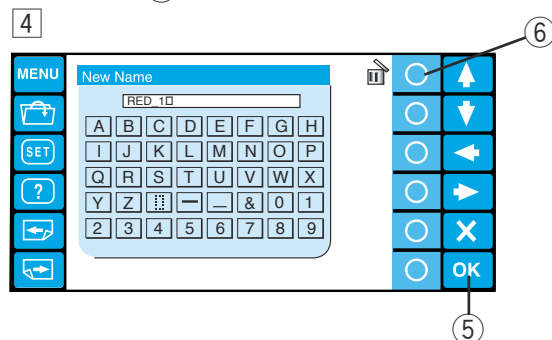 4
6
MENU
New Name
RED_1
A B C D E F G H
I J K L M N O P
SET
Q R S T U V W X
?
Y Z – _ & 0 1
2 3 4 5 6 7 8 9
X
OK
5